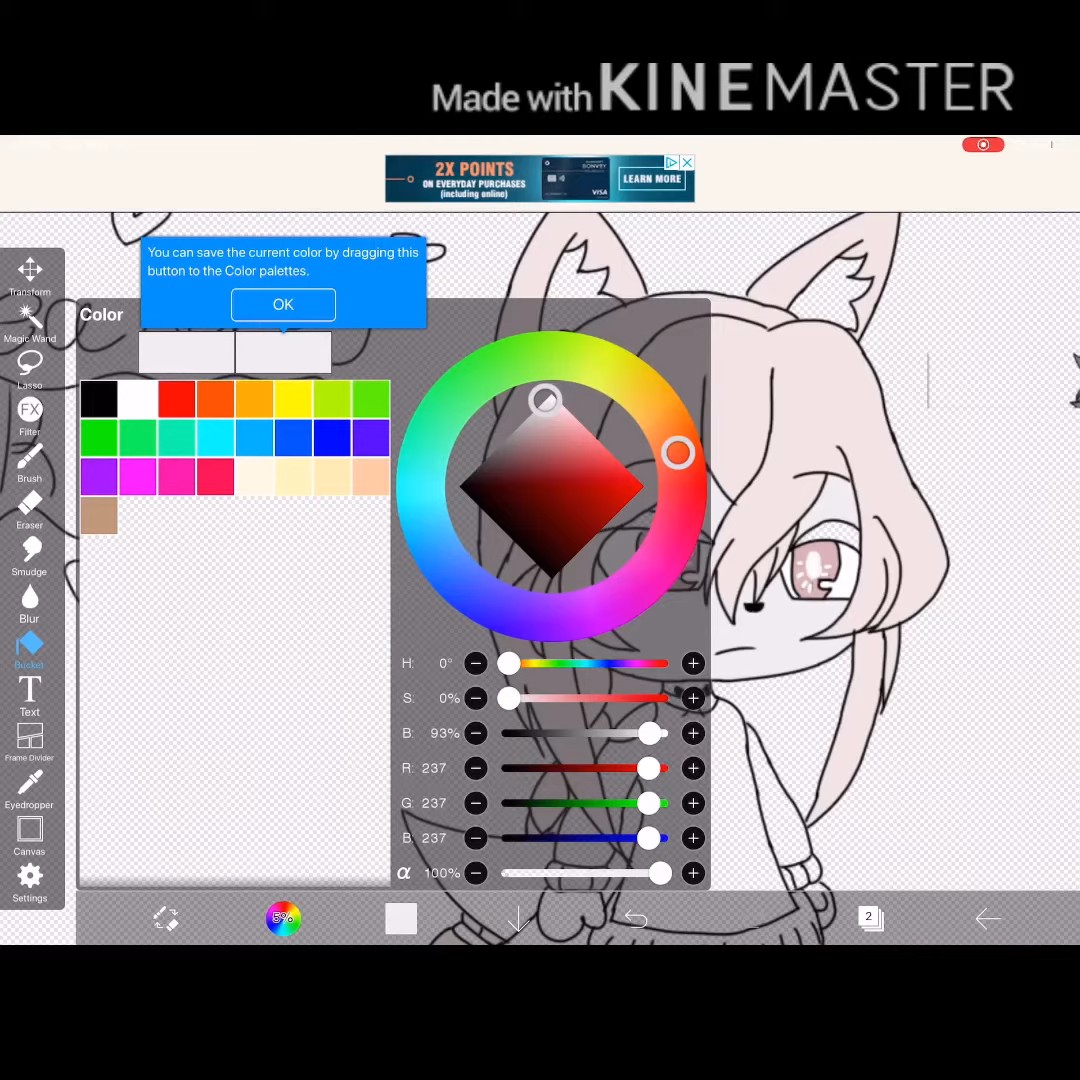 Made with KINEMASTER
2X POINTS
ON EVERYDAY PURCHASES
(including online)
VISA
LEARN MORE
You can save the current color by dragging this
button to the Color palettes.
OK
Color
Transform
Magic Wand
Lasso
FX
Filter
Brush
Eraser
Smudge
Blur
Bucket
T
Text
Frame Divider
Eyedropper
Canvas
Settings
H: 0°
S: 0%
B: 93%
R: 237
G: 237
B: 237
α 100%
5%
2